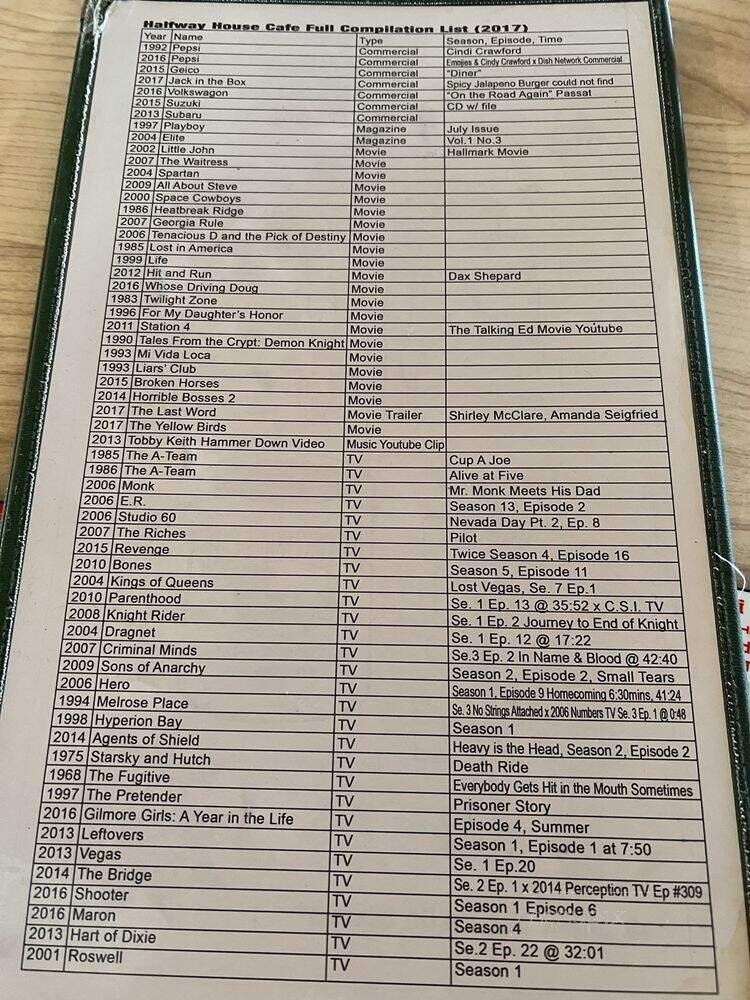 Halfway House Cafe Full Compilation List (2017)
Year Name Type Season, Episode, Time
1992 Pepsi Commercial Cindi Crawford
2016 Pepsi Commercial Emojies & Cindy Crawford x Dish Network Commercial
2015 Geico Commercial "Diner"
2017 Jack in the Box Commercial Spicy Jalapeno Burger could not find
2016 Volkswagon Commercial "On the Road Again" Passat
2015 Suzuki Commercial CD w/ file
2013 Subaru Commercial
1997 Playboy Magazine July Issue
2004 Elite Magazine Vol.1 No.3
2002 Little John Movie Hallmark Movie
2007 The Waitress Movie
2004 Spartan Movie
2009 All About Steve Movie
2000 Space Cowboys Movie
1986 Heatbreak Ridge Movie
2007 Georgia Rule Movie
2006 Tenacious D and the Pick of Destiny Movie
1985 Lost in America Movie
1999 Life Movie
2012 Hit and Run Movie Dax Shepard
2016 Whose Driving Doug Movie
1983 Twilight Zone Movie
1996 For My Daughter's Honor Movie
2011 Station 4 Movie The Talking Ed Movie Yoútube
1990 Tales From the Crypt: Demon Knight Movie
1993 Mi Vida Loca Movie
1993 Liars' Club Movie
2015 Broken Horses Movie
2014 Horrible Bosses 2 Movie
2017 The Last Word Movie Trailer Shirley McClare, Amanda Seigfried
2017 The Yellow Birds Movie
2013 Tobby Keith Hammer Down Video Music Youtube Clip
1985 The A-Team TV Cup A Joe
1986 The A-Team TV Alive at Five
2006 Monk TV Mr. Monk Meets His Dad
2006 E.R. TV Season 13, Episode 2
2006 Studio 60 TV Nevada Day Pt. 2, Ep. 8
2007 The Riches TV Pilot
2015 Revenge TV Twice Season 4, Episode 16
2010 Bones TV Season 5, Episode 11
2004 Kings of Queens TV Lost Vegas, Se. 7 Ep.1
2010 Parenthood TV Se. 1 Ep. 13 @ 35:52 x C.S.I. TV
2008 Knight Rider TV Se. 1 Ep. 2 Journey to End of Knight
2004 Dragnet TV Se. 1 Ep. 12 @ 17:22
2007 Criminal Minds TV Se.3 Ep. 2 In Name & Blood @ 42:40
2009 Sons of Anarchy TV Season 2, Episode 2, Small Tears
2006 Hero TV Season 1, Episode 9 Homecoming 6:30mins, 41:24
1994 Melrose Place TV Se. 3 No Strings Attached x 2006 Numbers TV Se. 3 Ep. 1 @ 0:48
1998 Hyperion Bay TV Season 1
2014 Agents of Shield TV Heavy is the Head, Season 2, Episode 2
1975 Starsky and Hutch TV Death Ride
1968 The Fugitive TV Everybody Gets Hit in the Mouth Sometimes
1997 The Pretender TV Prisoner Story
2016 Gilmore Girls: A Year in the Life TV Episode 4, Summer
2013 Leftovers TV Season 1, Episode 1 at 7:50
2013 Vegas TV Se. 1 Ep.20
2014 The Bridge TV Se. 2 Ep. 1 x 2014 Perception TV Ep #309
2016 Shooter TV Season 1 Episode 6
2016 Maron TV Season 4
2013 Hart of Dixie TV Se.2 Ep. 22 @ 32:01
2001 Roswell TV Season 1